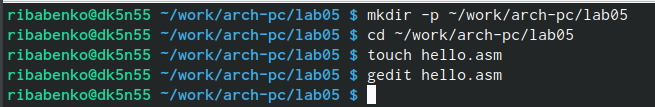 ribabenko@dk5n55 ~/work/arch-pc/lab05 $ mkdir -p ~/work/arch-pc/lab05
ribabenko@dk5n55 ~/work/arch-pc/lab05 $ cd ~/work/arch-pc/lab05
ribabenko@dk5n55 ~/work/arch-pc/lab05 $ touch hello.asm
ribabenko@dk5n55 ~/work/arch-pc/lab05 $ gedit hello.asm
ribabenko@dk5n55 ~/work/arch-pc/lab05 $